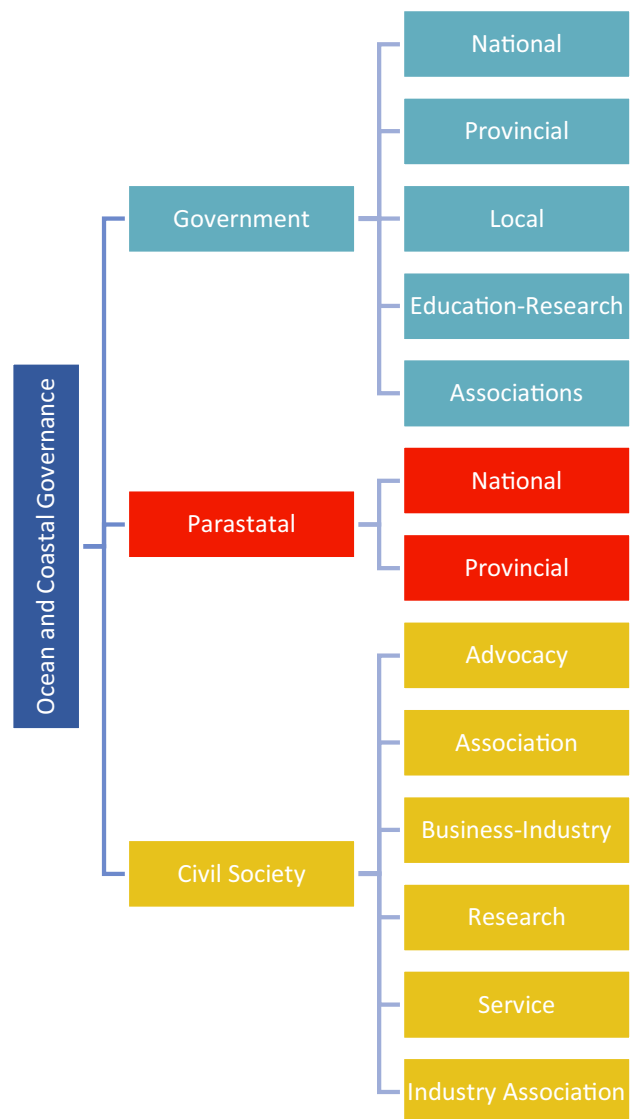 Ocean and Coastal Governance
Government
National
Provincial
Local
Education-Research
Associations
Parastatal
National
Provincial
Civil Society
Advocacy
Association
Business-Industry
Research
Service
Industry Association